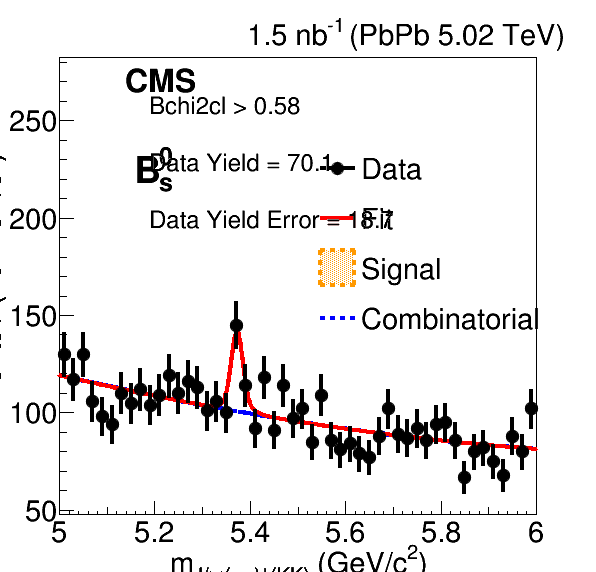 1.5 nb⁻¹ (PbPb 5.02 TeV)
CMS
Bchi2cl > 0.58
B⁰ₛ
Data Yield = 70.1
Data Yield Error = 18.7
Data
Fit
Signal
Combinatorial
250
200
150
100
50
5 5.2 5.4 5.6 5.8 6
m (GeV/c²)